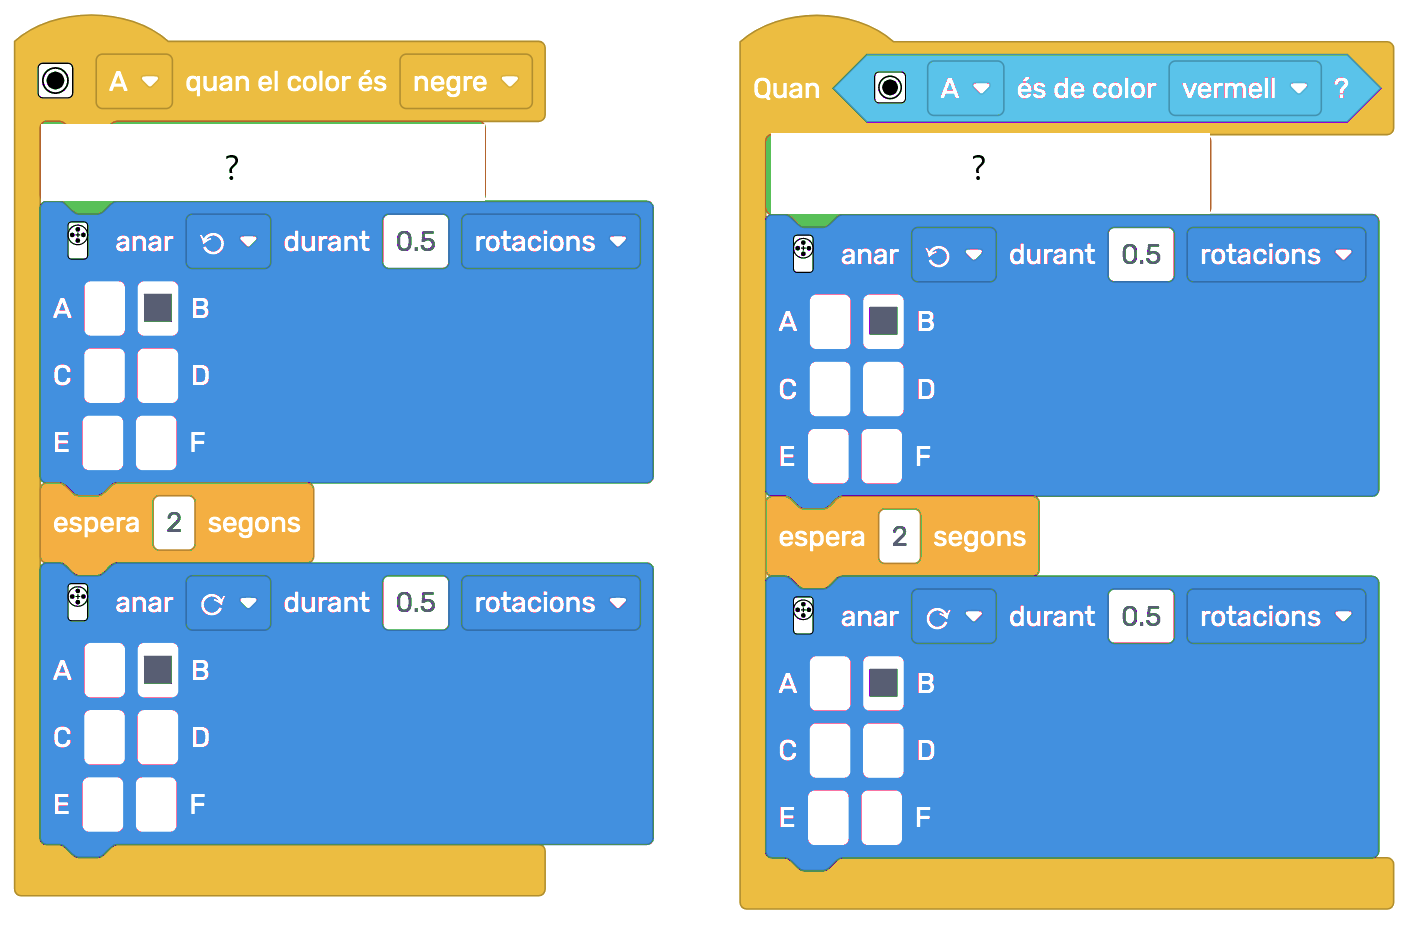 A quan el color és negre
?
anar durant 0.5 rotacions
A B
C D
E F
espera 2 segons
anar durant 0.5 rotacions
A B
C D
E F
Quan A és de color vermell ?
?
anar durant 0.5 rotacions
A B
C D
E F
espera 2 segons
anar durant 0.5 rotacions
A B
C D
E F